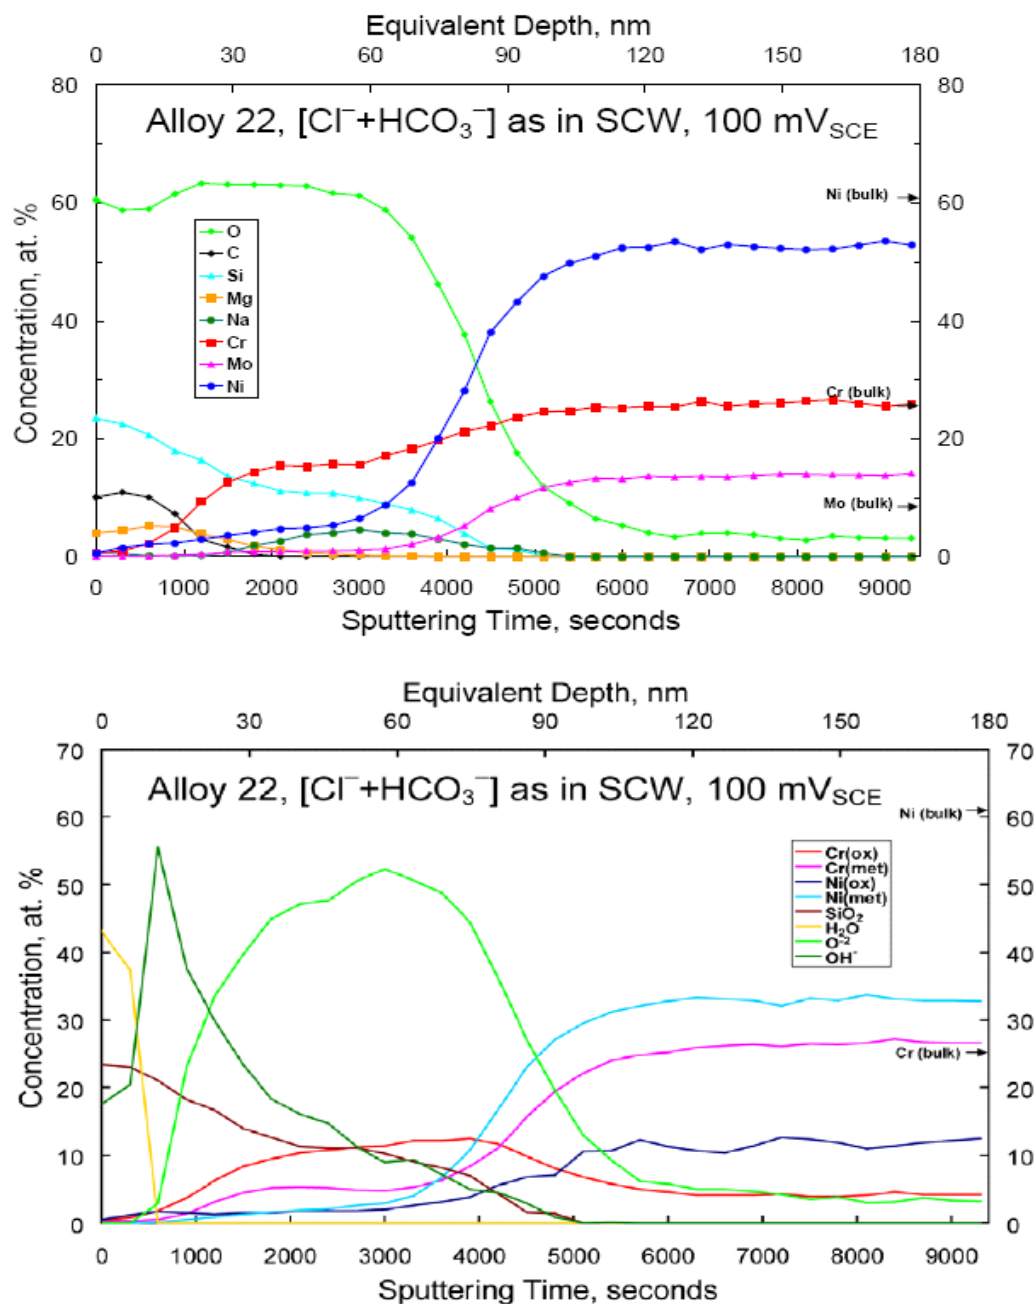 Equivalent Depth, nm
0 30 60 90 120 150 180
80 80
Alloy 22, [Cl⁻+HCO₃⁻] as in SCW, 100 mV_SCE
Ni (bulk)
60 60
O
C
Si
Mg
Na
Cr
Mo
Ni
Concentration, at. %
40 40
Cr (bulk)
20 20
Mo (bulk)
0 0
0 1000 2000 3000 4000 5000 6000 7000 8000 9000
Sputtering Time, seconds
Equivalent Depth, nm
0 30 60 90 120 150 180
70 70
Alloy 22, [Cl⁻+HCO₃⁻] as in SCW, 100 mV_SCE
Ni (bulk)
60 60
Cr(ox)
Cr(met)
Ni(ox)
Ni(met)
SiO₂
H₂O
O⁻²
OH⁻
50 50
Concentration, at. %
40 40
30 30
Cr (bulk)
20 20
10 10
0 0
0 1000 2000 3000 4000 5000 6000 7000 8000 9000
Sputtering Time, seconds